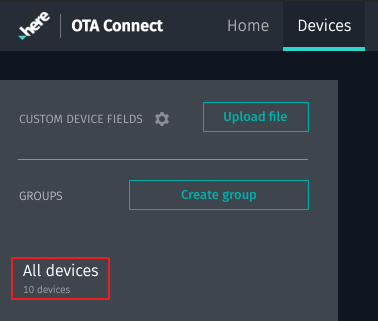 here
OTA Connect
Home
Devices
CUSTOM DEVICE FIELDS
Upload file
GROUPS
Create group
All devices
10 devices